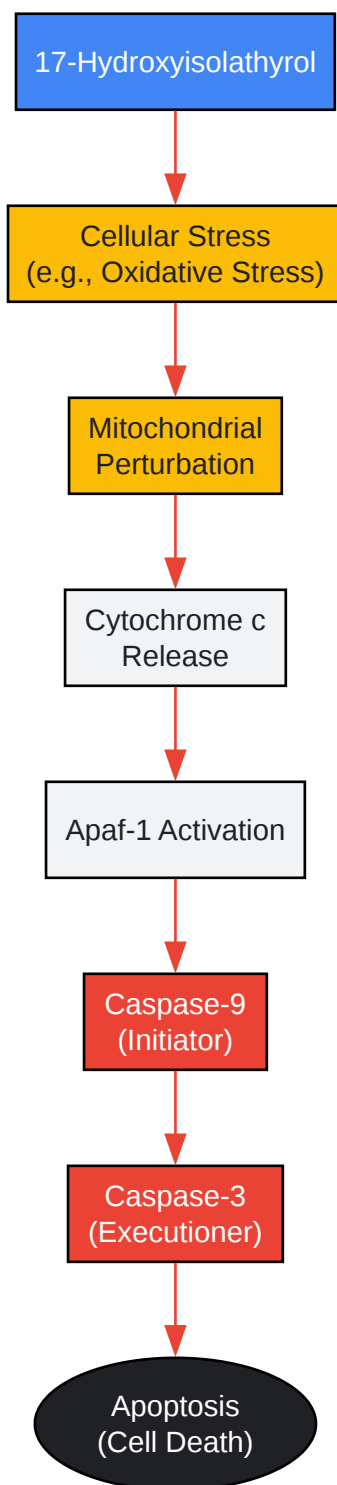 17-Hydroxyisolathyrol
Cellular Stress
(e.g., Oxidative Stress)
Mitochondrial
Perturbation
Cytochrome c
Release
Apaf-1 Activation
Caspase-9
(Initiator)
Caspase-3
(Executioner)
Apoptosis
(Cell Death)